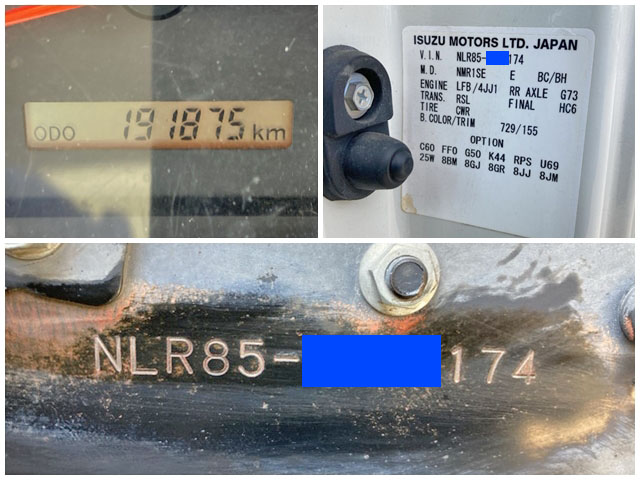 ODO 191875 km
ISUZU MOTORS LTD. JAPAN
V.I.N. NLR85- 174
M.D. NMR1SE E BC/BH
ENGINE LFB/4JJ1 RR AXLE G73
TRANS. RSL FINAL HC6
TIRE CWR
B.COLOR/TRIM 729/155
OPTION
C60 FF0 G50 K44 RPS U69
25W 8BM 8GJ 8GR 8JJ 8JM
NLR85- 174